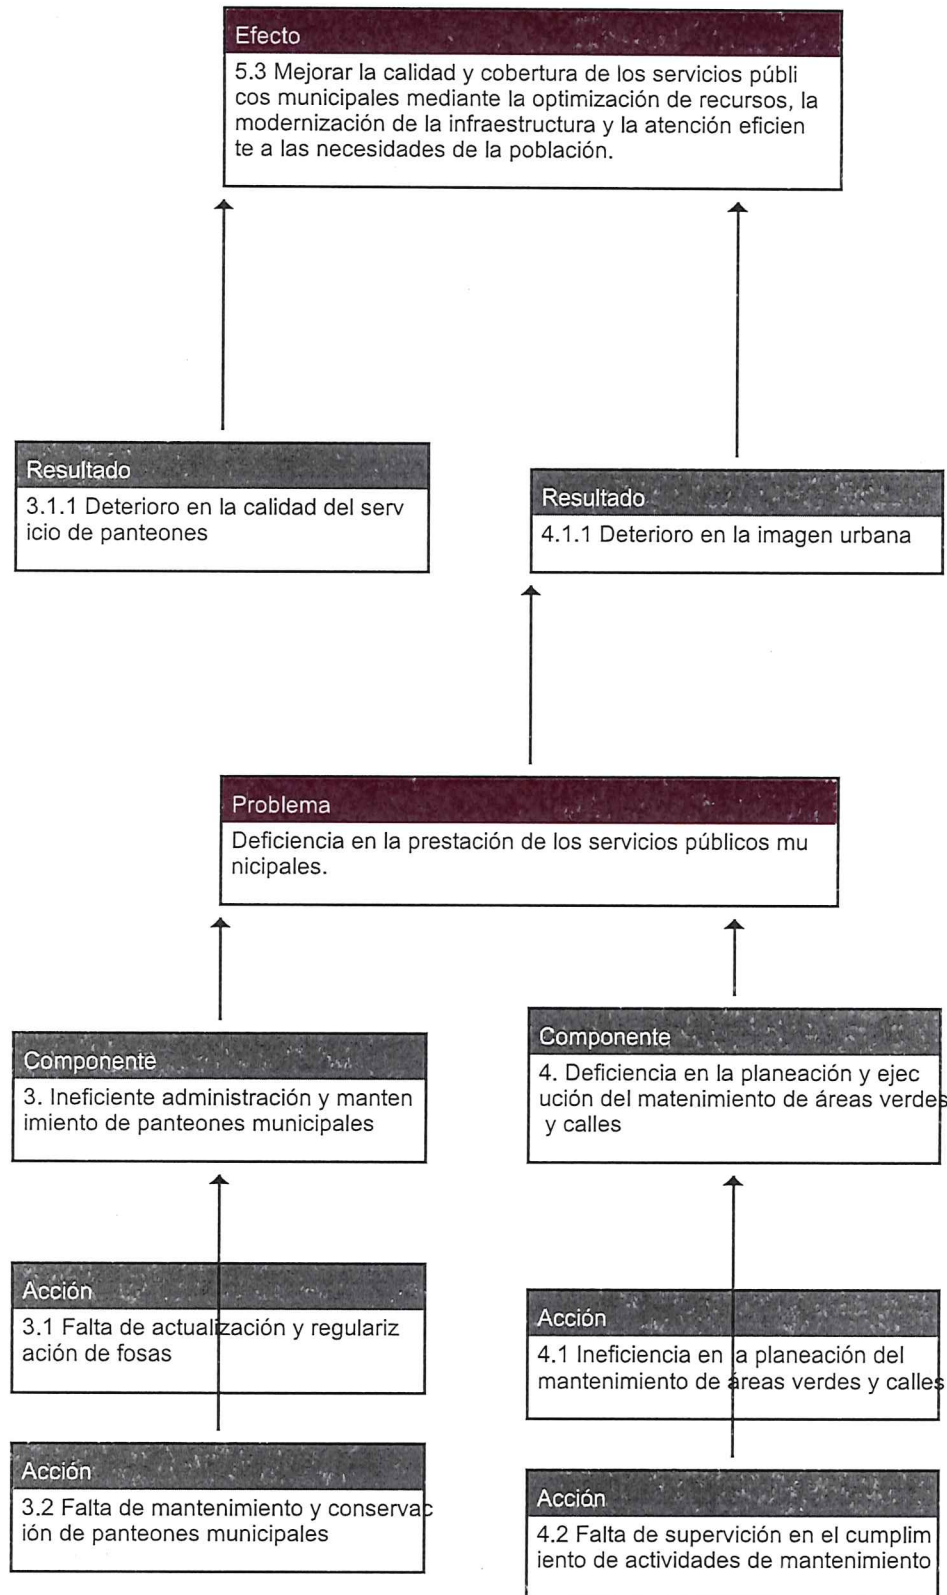 Efecto
5.3 Mejorar la calidad y cobertura de los servicios públi
cos municipales mediante la optimización de recursos, la
modernización de la infraestructura y la atención eficien
te a las necesidades de la población.
Resultado
3.1.1 Deterioro en la calidad del serv
icio de panteones
Resultado
4.1.1 Deterioro en la imagen urbana
Problema
Deficiencia en la prestación de los servicios públicos mu
nicipales.
Componente
3. Ineficiente administración y manten
imiento de panteones municipales
Componente
4. Deficiencia en la planeación y ejec
ución del matenimiento de áreas verdes
y calles
Acción
3.1 Falta de actualización y regulariz
ación de fosas
Acción
4.1 Ineficiencia en la planeación del
mantenimiento de áreas verdes y calles
Acción
3.2 Falta de mantenimiento y conservac
ión de panteones municipales
Acción
4.2 Falta de supervición en el cumplim
iento de actividades de mantenimiento